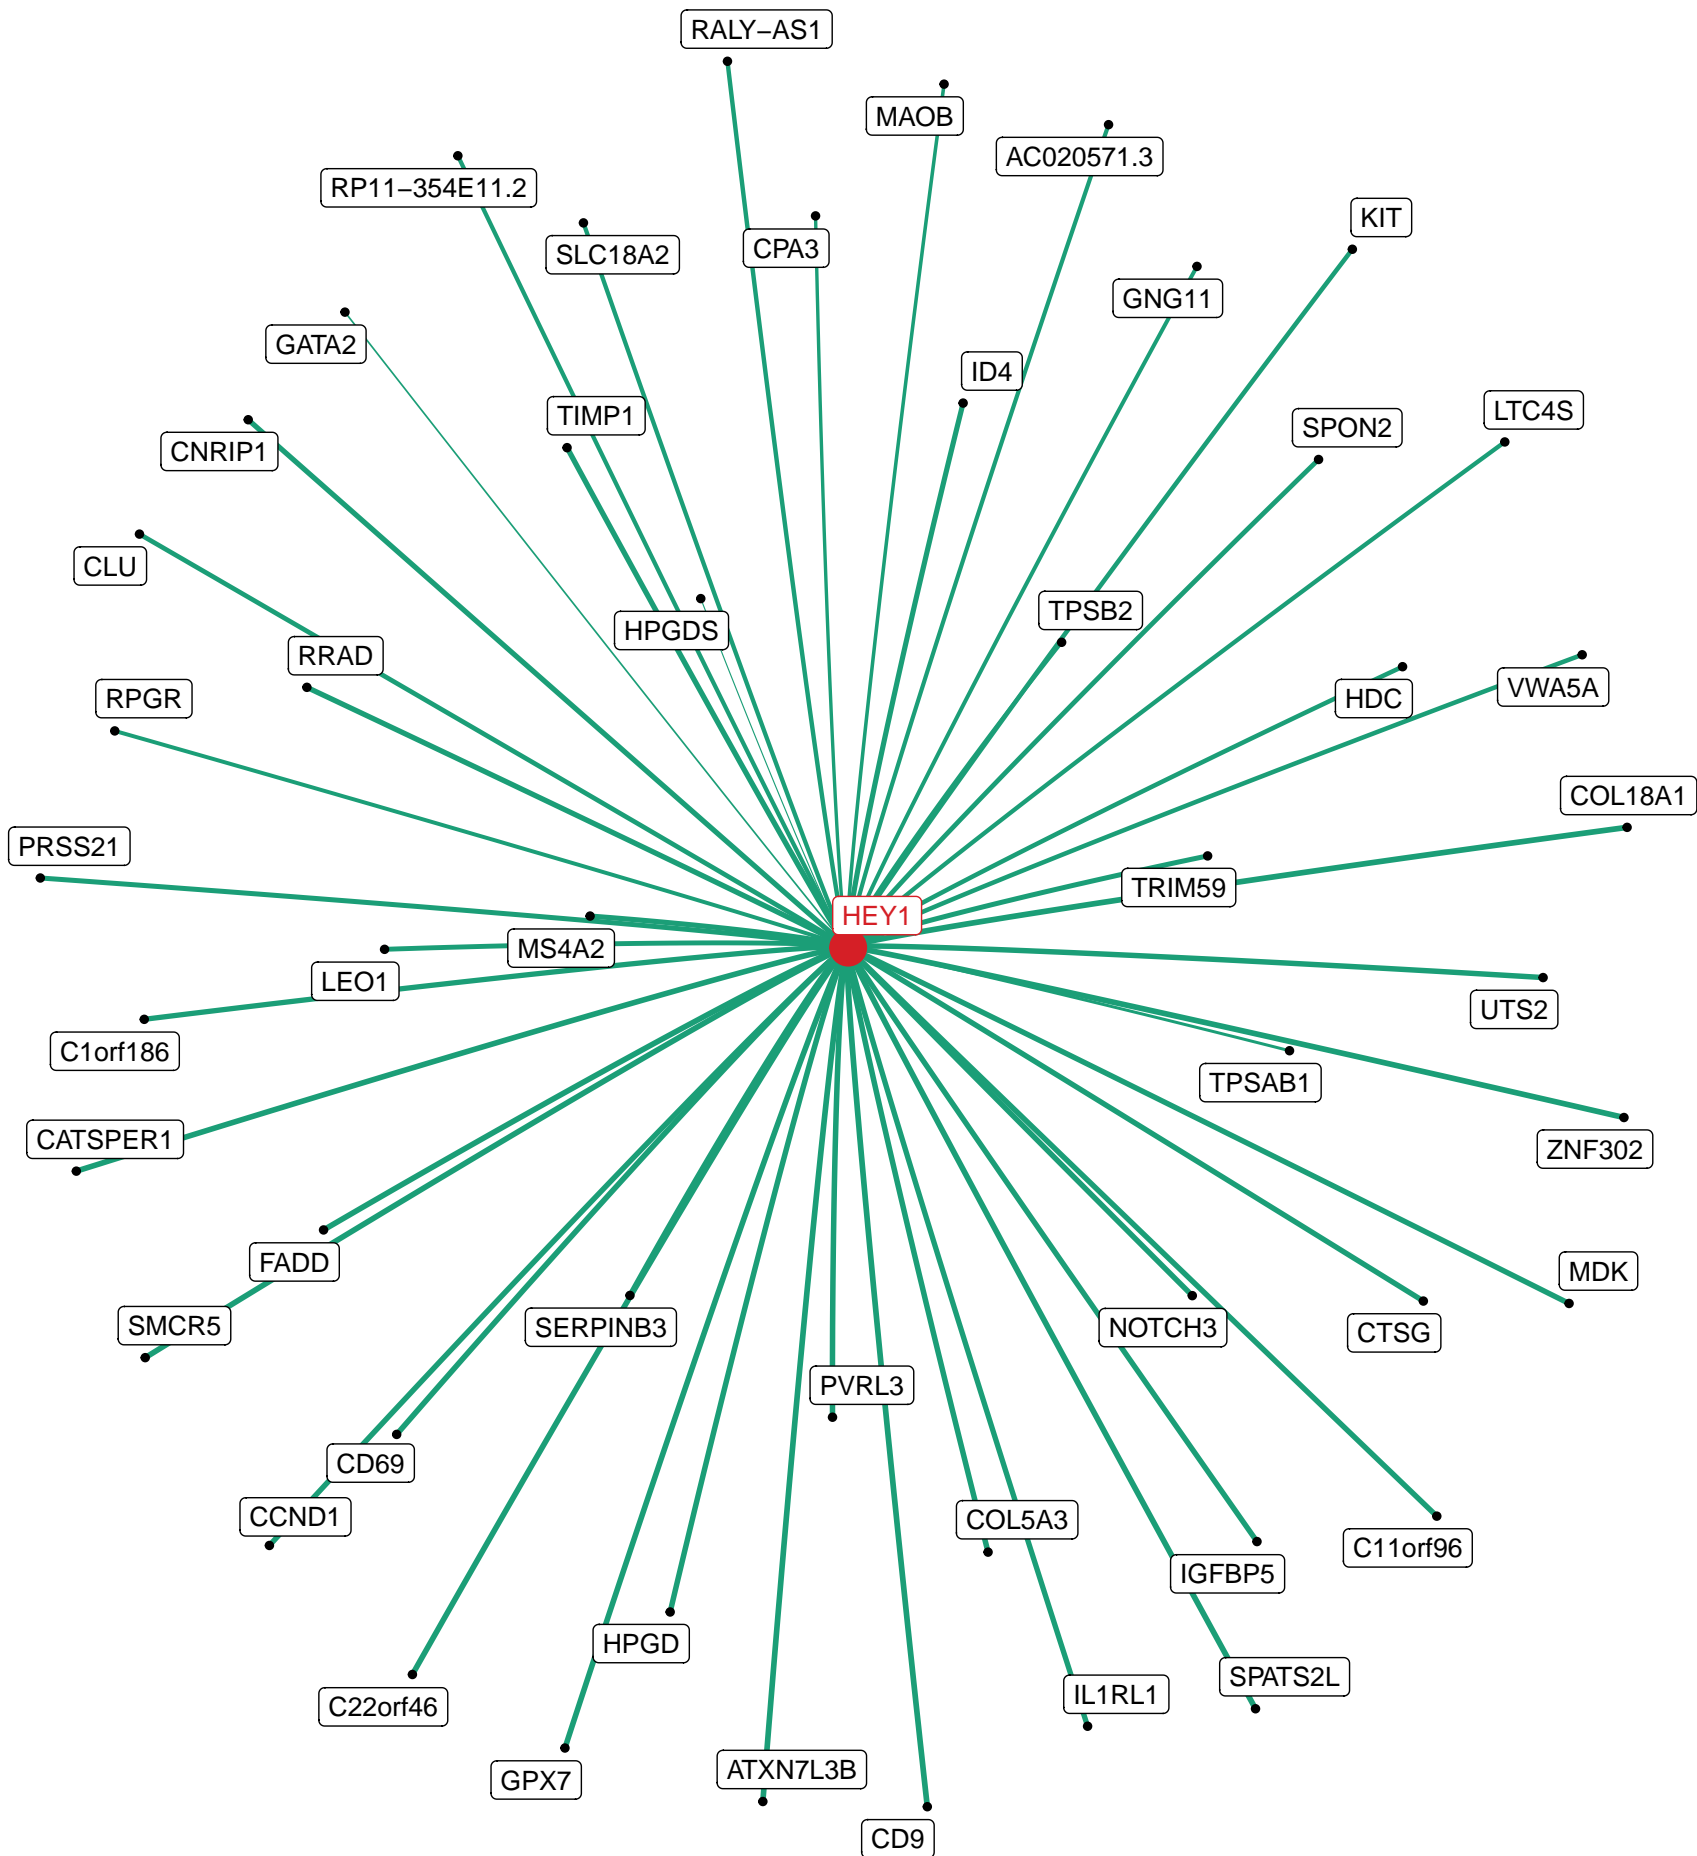 RALY−AS1
MAOB
AC020571.3
RP11−354E11.2
KIT
SLC18A2
CPA3
GNG11
GATA2
ID4
LTC4S
TIMP1
SPON2
CNRIP1
CLU
TPSB2
HPGDS
RRAD
VWA5A
RPGR
HDC
COL18A1
PRSS21
TRIM59
HEY1
MS4A2
LEO1
UTS2
C1orf186
TPSAB1
CATSPER1
ZNF302
FADD
MDK
SMCR5
SERPINB3
NOTCH3
CTSG
PVRL3
CD69
CCND1
COL5A3
C11orf96
IGFBP5
HPGD
SPATS2L
IL1RL1
C22orf46
ATXN7L3B
GPX7
CD9